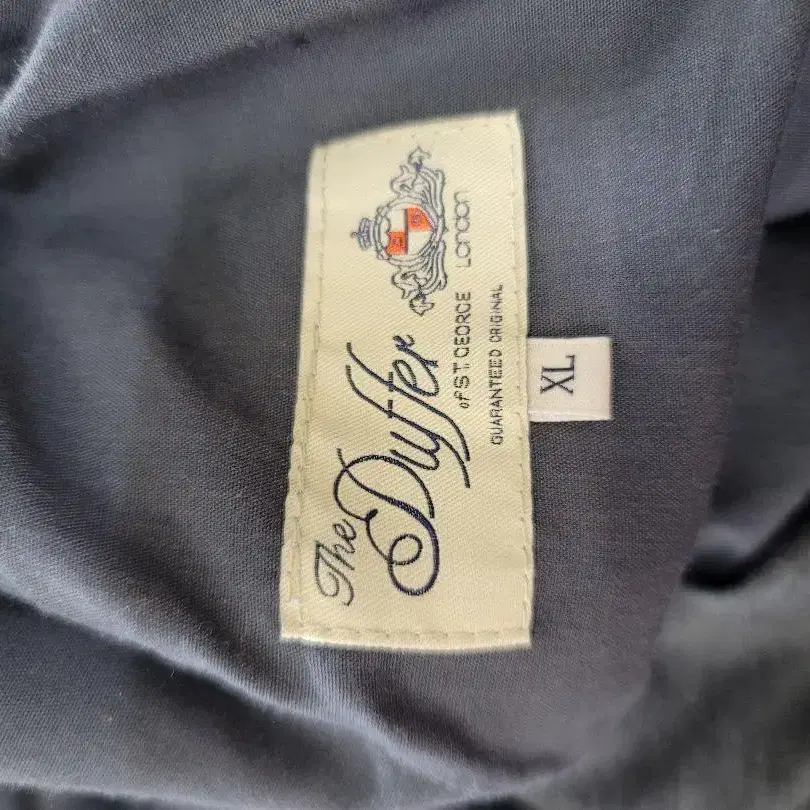 The Duffer
of ST. GEORGE London
GUARANTEED ORIGINAL
XL